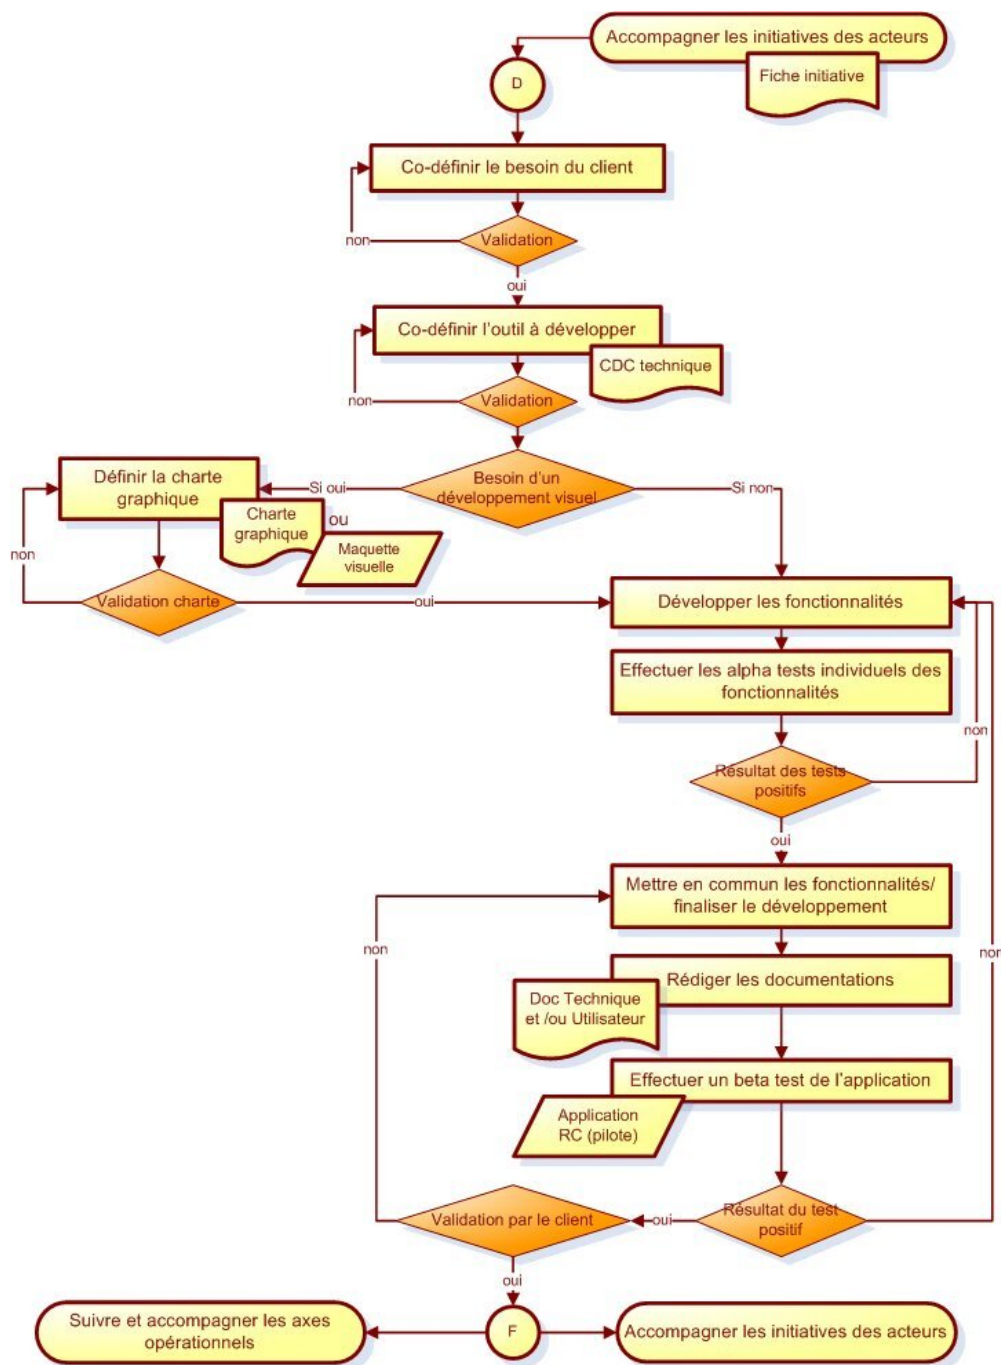 Accompagner les initiatives des acteurs
Fiche initiative
D
Co-définir le besoin du client
Validation
non
oui
Co-définir l'outil à développer
CDC technique
Validation
non
Besoin d'un
développement visuel
Si oui
Si non
Définir la charte
graphique
Charte
graphique
ou
Maquette
visuelle
non
Validation charte
oui
Développer les fonctionnalités
Effectuer les alpha tests individuels des
fonctionnalités
non
Résultat des tests
positifs
oui
Mettre en commun les fonctionnalités/
finaliser le développement
non
non
Rédiger les documentations
Doc Technique
et /ou Utilisateur
Effectuer un beta test de l'application
Application
RC (pilote)
Validation par le client
oui
Résultat du test
positif
oui
Suivre et accompagner les axes
opérationnels
F
Accompagner les initiatives des acteurs